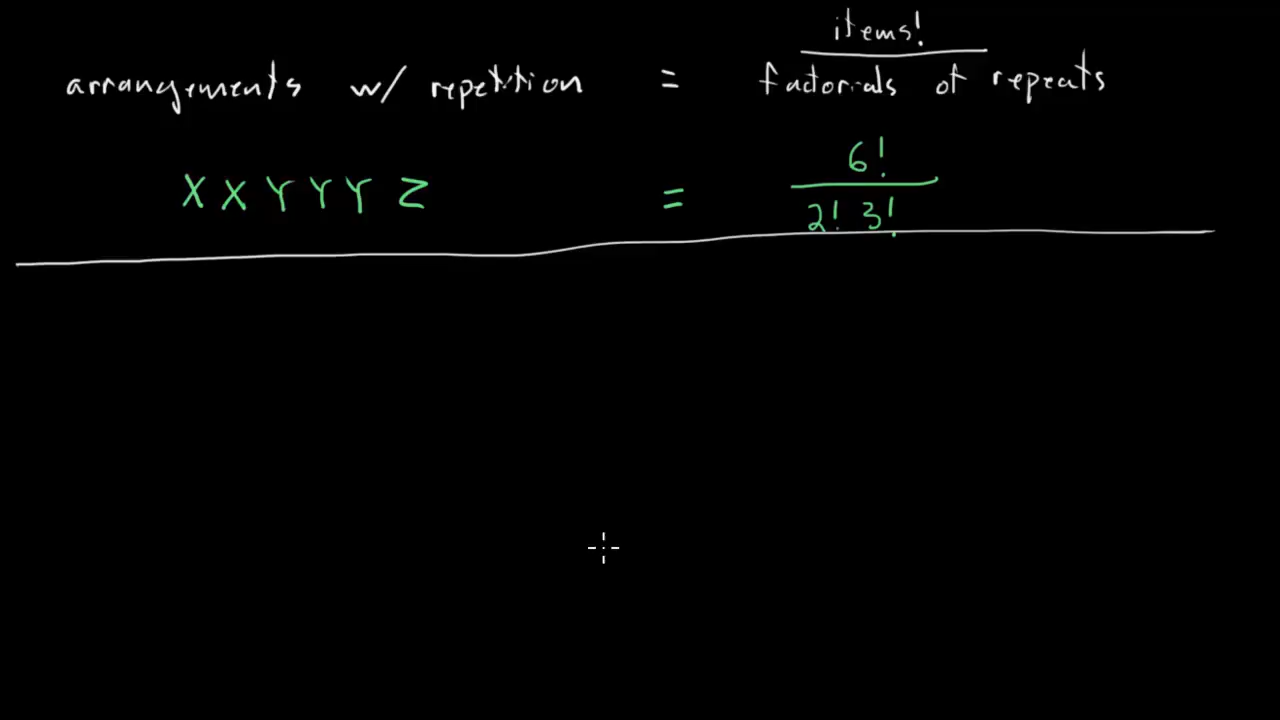 items!
arrangements w/ repetition = factorials of repeats
6!
X X Y Y Y Z =
2! 3!